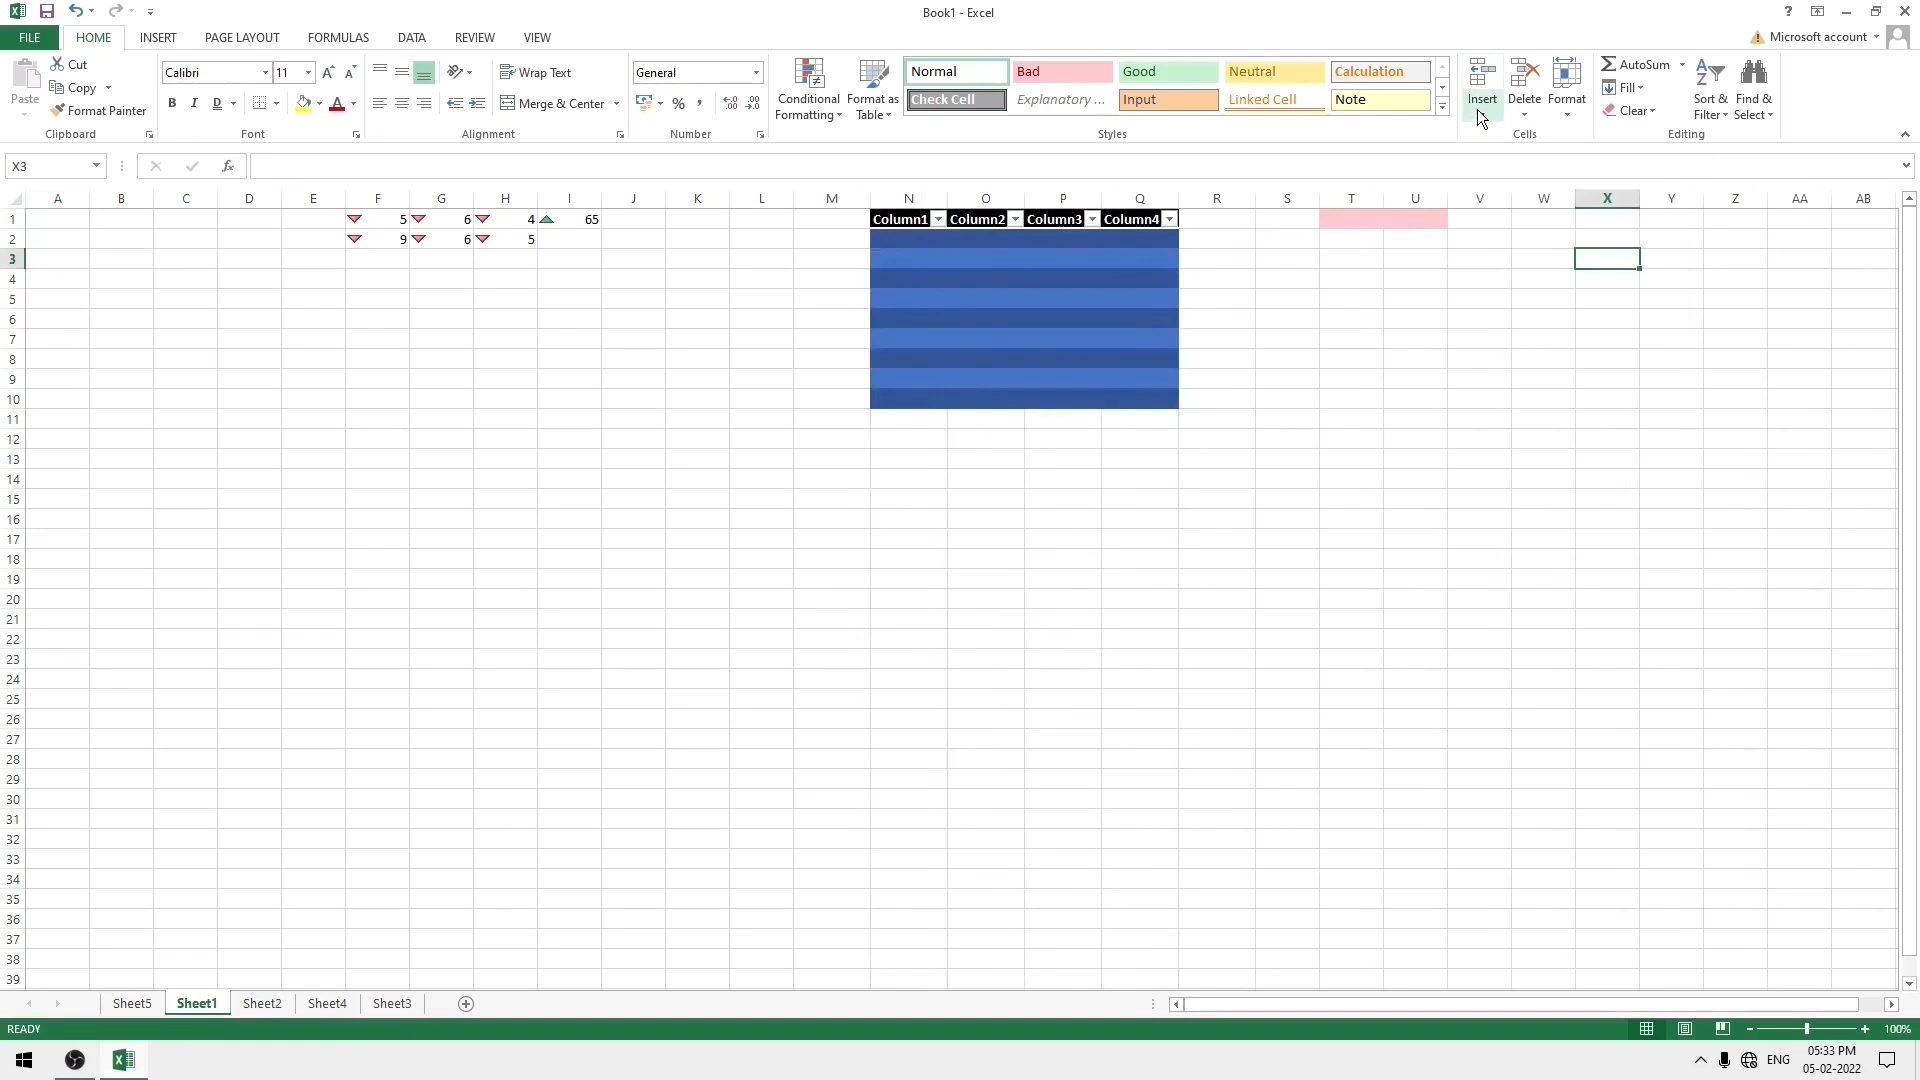 Book1 - Excel
?
FILE HOME INSERT PAGE LAYOUT FORMULAS DATA REVIEW VIEW
Microsoft account
Paste
Cut
Copy
Format Painter
Clipboard
Calibri 11
B I D
Font
Wrap Text
Merge & Center
Alignment
General
%
Number
Conditional Formatting
Format as Table
Normal Bad Good Neutral Calculation
Check Cell Explanatory ... Input Linked Cell Note
Styles
Insert Delete Format
Cells
AutoSum
Fill
Clear
Sort & Filter
Find & Select
Editing
X3 fx
A B C D E F G H I J K L M N O P Q R S T U V W X Y Z AA AB
1 5 6 4 65 Column1 Column2 Column3 Column4
2 9 6 5
3
4
5
6
7
8
9
10
11
12
13
14
15
16
17
18
19
20
21
22
23
24
25
26
27
28
29
30
31
32
33
34
35
36
37
38
39
Sheet5 Sheet1 Sheet2 Sheet4 Sheet3
READY 100%
ENG
05:33 PM
05-02-2022